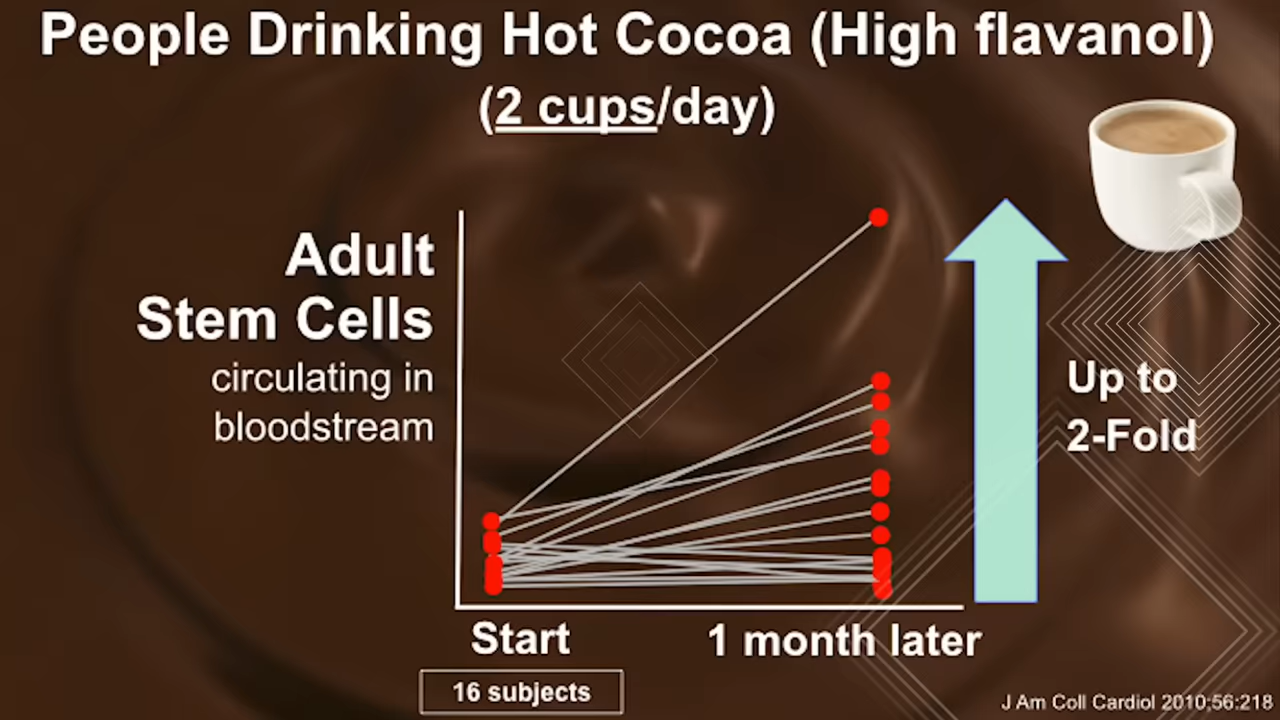 People Drinking Hot Cocoa (High flavanol)
(2 cups/day)
Adult
Stem Cells
circulating in
bloodstream
Up to
2-Fold
Start
1 month later
16 subjects
J Am Coll Cardiol 2010;56:218